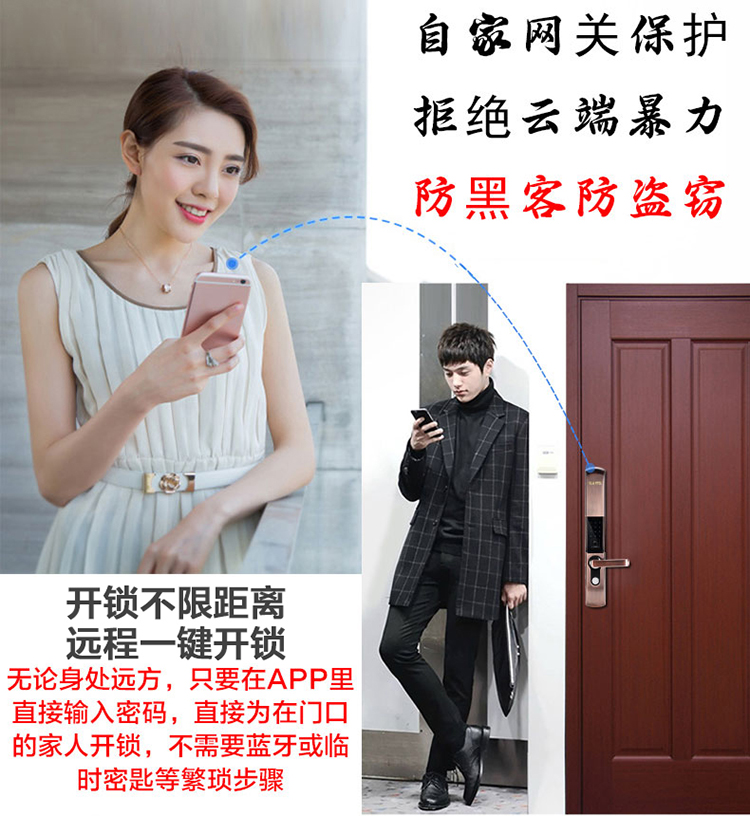 自家网关保护
拒绝云端暴力
防黑客防盗窃
开锁不限距离
远程一键开锁
无论身处远方，只要在APP里
直接输入密码，直接为在门口
的家人开锁，不需要蓝牙或临
时密匙等繁琐步骤